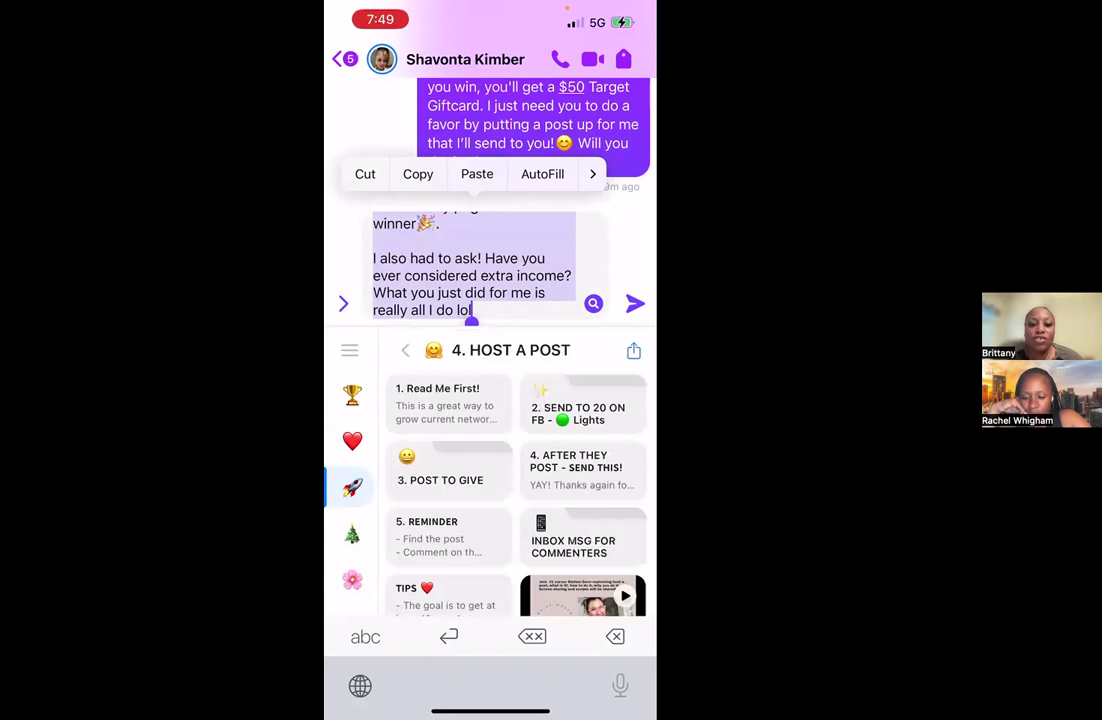 7:49
5G
5
Shavonta Kimber
you win, you'll get a $50 Target
Giftcard. I just need you to do a
favor by putting a post up for me
that I'll send to you!😊 Will you
Cut
Copy
Paste
AutoFill
9m ago
winner🎉.
I also had to ask! Have you
ever considered extra income?
What you just did for me is
really all I do lol
🤗 4. HOST A POST
1. Read Me First!
This is a great way to
grow current networ...
✨
2. SEND TO 20 ON
FB - 🟢 Lights
😀
3. POST TO GIVE
4. AFTER THEY
POST - SEND THIS!
YAY! Thanks again fo...
5. REMINDER
- Find the post
- Comment on th...
📱
INBOX MSG FOR
COMMENTERS
TIPS ❤️
- The goal is to get at
abc
Brittany
Rachel Whigham